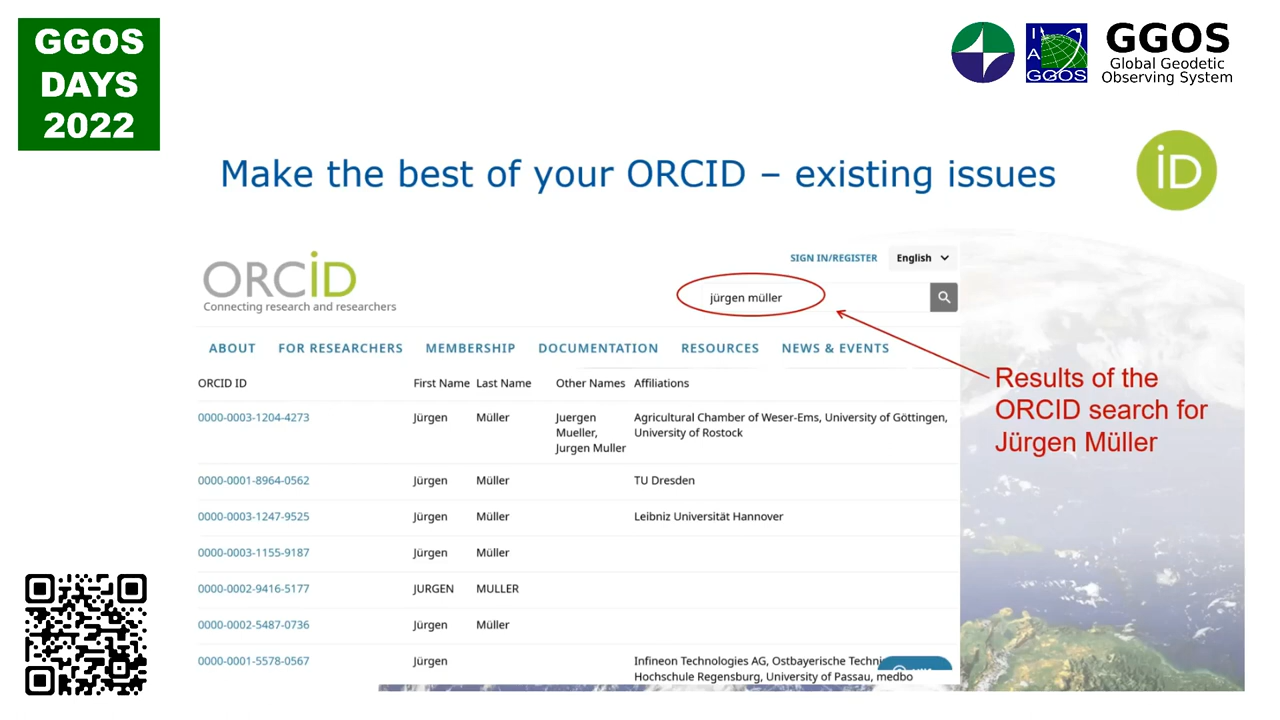 GGOS
DAYS
2022
I
A
GGOS
GGOS
Global Geodetic
Observing System
Make the best of your ORCID – existing issues
iD
ORCID
Connecting research and researchers
SIGN IN/REGISTER
English
jürgen müller
ABOUT FOR RESEARCHERS MEMBERSHIP DOCUMENTATION RESOURCES NEWS & EVENTS
ORCID ID First Name Last Name Other Names Affiliations
0000-0003-1204-4273 Jürgen Müller Juergen Agricultural Chamber of Weser-Ems, University of Göttingen,
Mueller, University of Rostock
Jurgen Muller
0000-0001-8964-0562 Jürgen Müller TU Dresden
0000-0003-1247-9525 Jürgen Müller Leibniz Universität Hannover
0000-0003-1155-9187 Jürgen Müller
0000-0002-9416-5177 JURGEN MULLER
0000-0002-5487-0736 Jürgen Müller
0000-0001-5578-0567 Jürgen Infineon Technologies AG, Ostbayerische
Hochschule Regensburg, University of Passau, medbo
Results of the
ORCID search for
Jürgen Müller